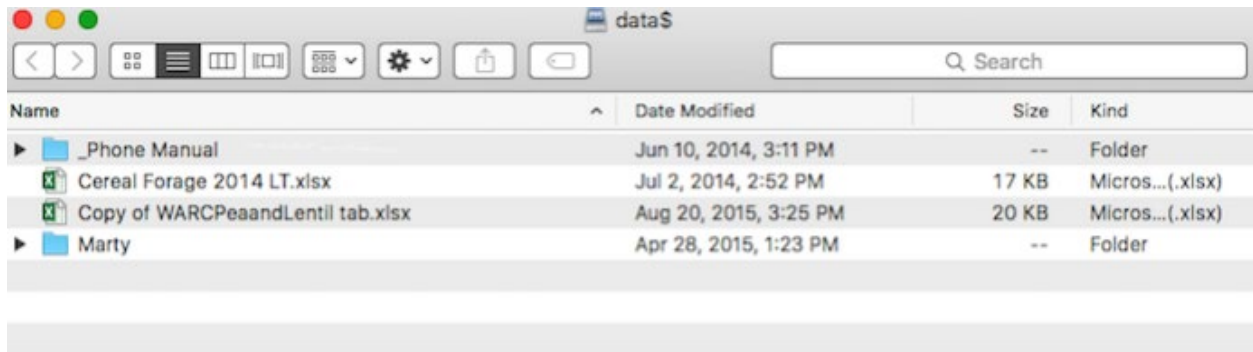 data$
Search
Name Date Modified Size Kind
_Phone Manual Jun 10, 2014, 3:11 PM -- Folder
Cereal Forage 2014 LT.xlsx Jul 2, 2014, 2:52 PM 17 KB Micros...(.xlsx)
Copy of WARCPeaandLentil tab.xlsx Aug 20, 2015, 3:25 PM 20 KB Micros...(.xlsx)
Marty Apr 28, 2015, 1:23 PM -- Folder